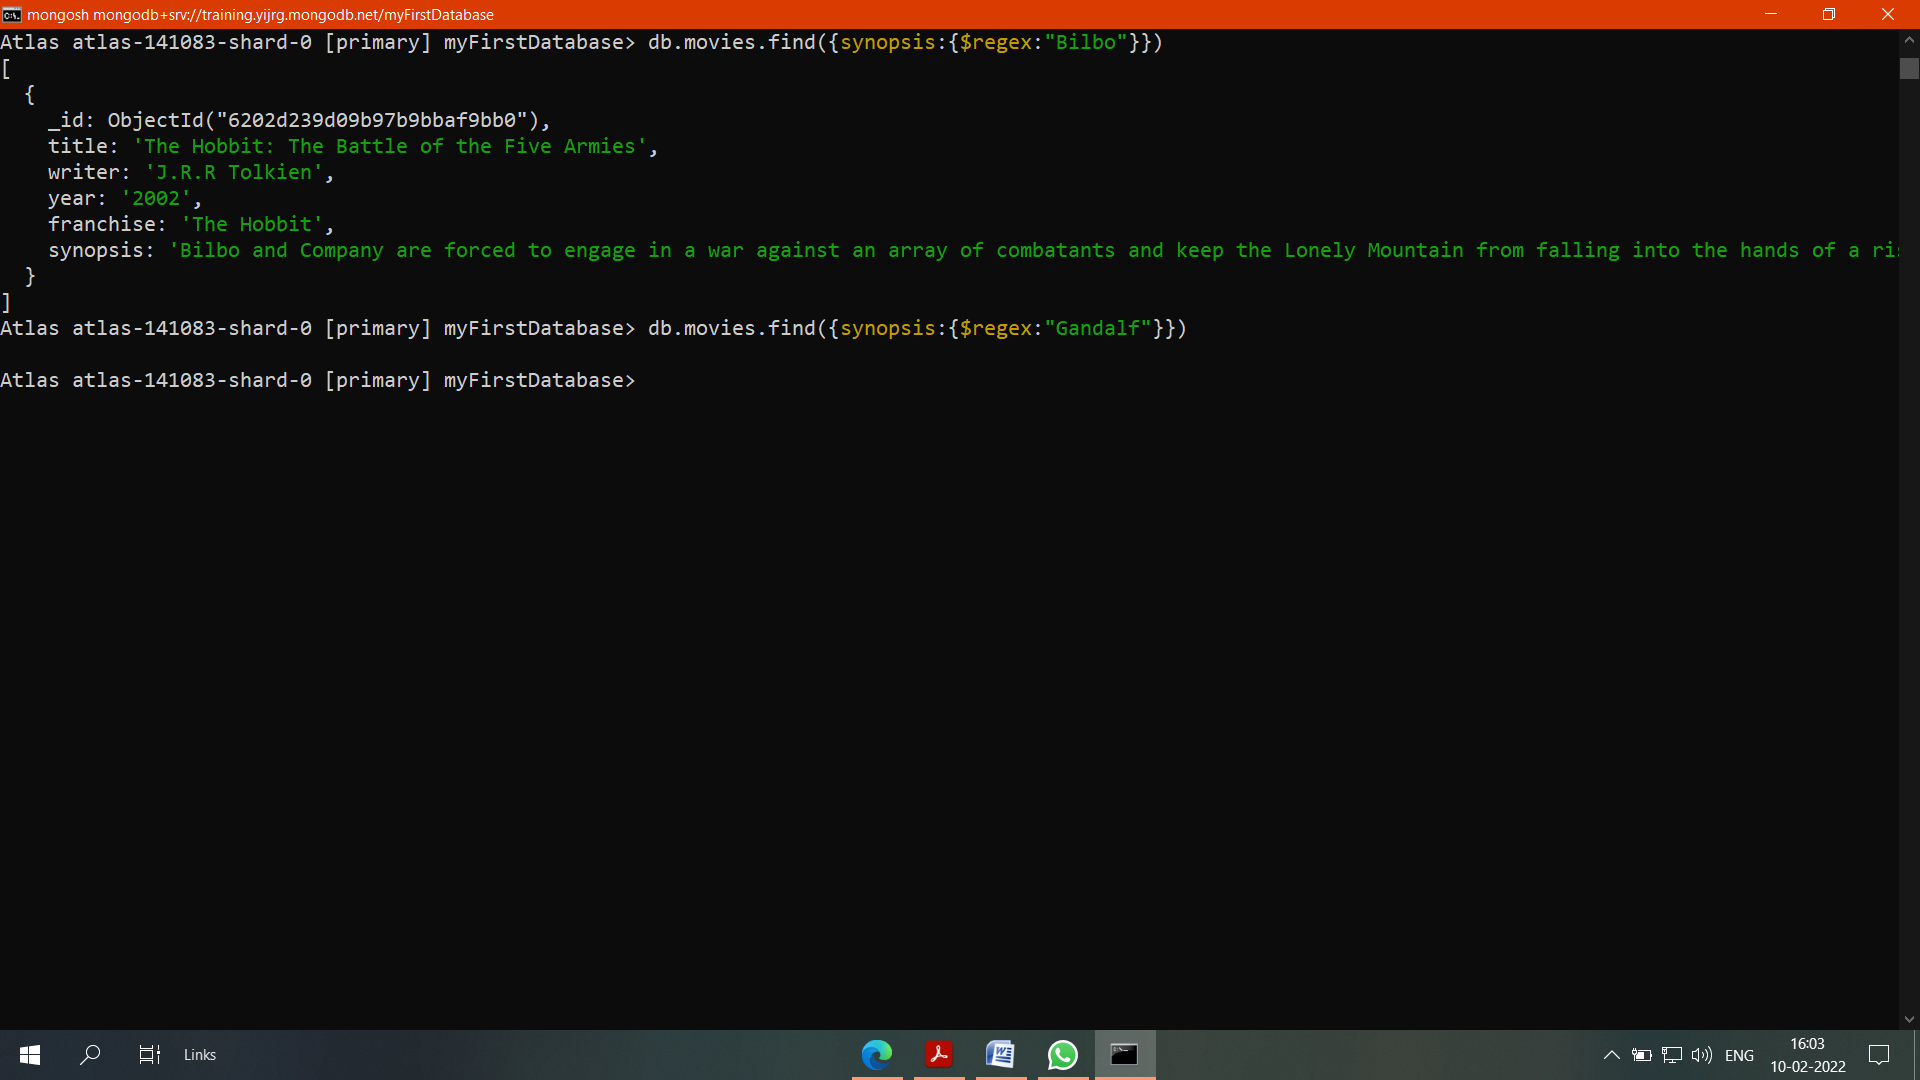 mongosh mongodb+srv://training.yijrg.mongodb.net/myFirstDatabase
Atlas atlas-141083-shard-0 [primary] myFirstDatabase> db.movies.find({synopsis:{$regex:"Bilbo"}})
[
  {
    _id: ObjectId("6202d239d09b97b9bbaf9bb0"),
    title: 'The Hobbit: The Battle of the Five Armies',
    writer: 'J.R.R Tolkien',
    year: '2002',
    franchise: 'The Hobbit',
    synopsis: 'Bilbo and Company are forced to engage in a war against an array of combatants and keep the Lonely Mountain from falling into the hands of a
  }
]
Atlas atlas-141083-shard-0 [primary] myFirstDatabase> db.movies.find({synopsis:{$regex:"Gandalf"}})
Atlas atlas-141083-shard-0 [primary] myFirstDatabase>
Links
ENG
16:03
10-02-2022